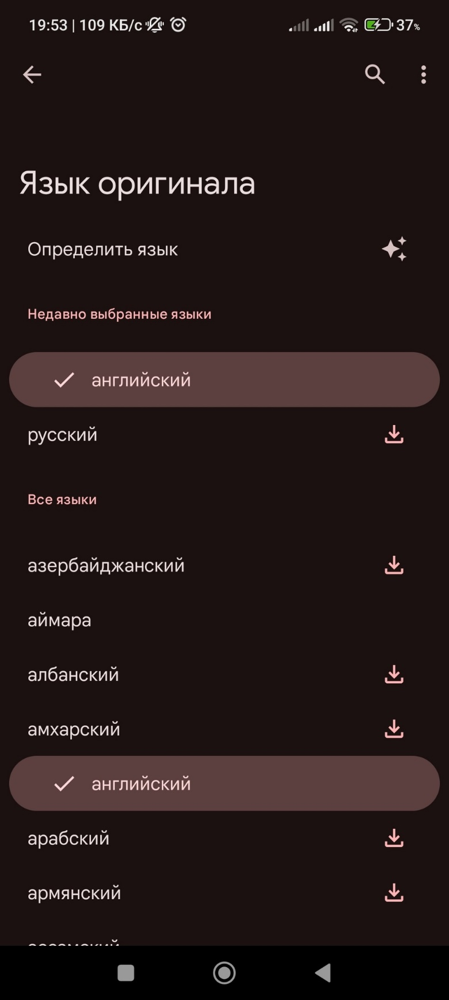 19:53 | 109 КБ/с 37%
Язык оригинала
Определить язык
Недавно выбранные языки
английский
русский
Все языки
азербайджанский
аймара
албанский
амхарский
английский
арабский
армянский